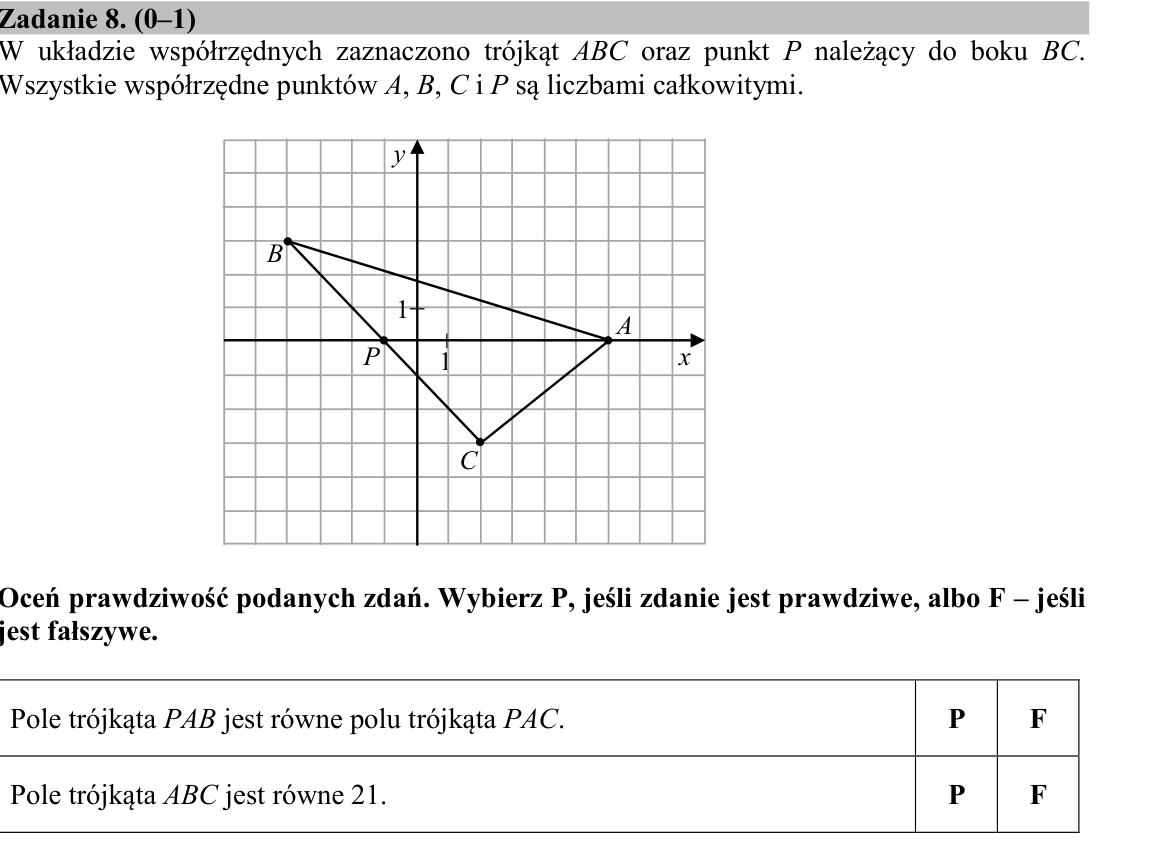 Zadanie 8. (0–1)
W układzie współrzędnych zaznaczono trójkąt ABC oraz punkt P należący do boku BC.
Wszystkie współrzędne punktów A, B, C i P są liczbami całkowitymi.
y
B
1
A
P
1
x
C
Oceń prawdziwość podanych zdań. Wybierz P, jeśli zdanie jest prawdziwe, albo F – jeśli
jest fałszywe.
Pole trójkąta PAB jest równe polu trójkąta PAC. P F
Pole trójkąta ABC jest równe 21. P F